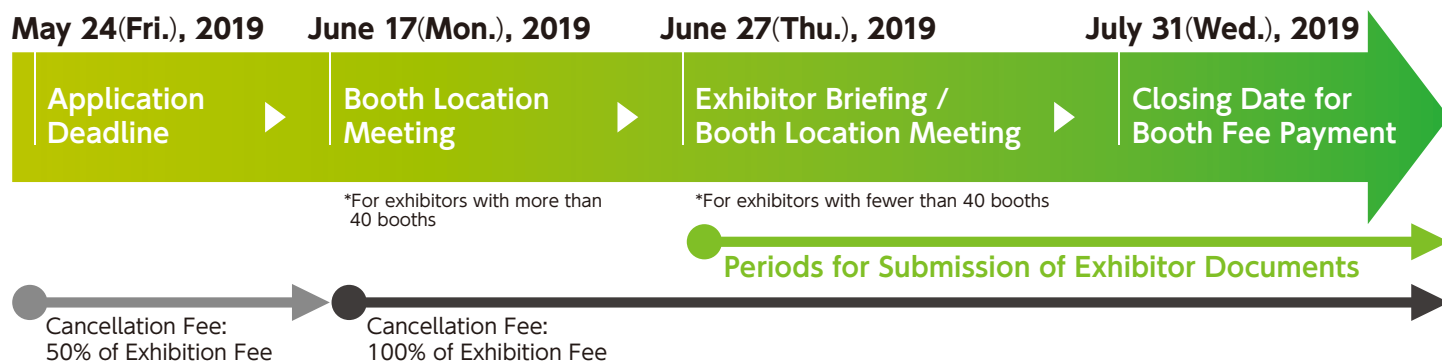 May 24(Fri.), 2019
June 17(Mon.), 2019
June 27(Thu.), 2019
July 31(Wed.), 2019
Application
Deadline
Booth Location
Meeting
Exhibitor Briefing /
Booth Location Meeting
Closing Date for
Booth Fee Payment
*For exhibitors with more than
40 booths
*For exhibitors with fewer than 40 booths
Periods for Submission of Exhibitor Documents
Cancellation Fee:
50% of Exhibition Fee
Cancellation Fee:
100% of Exhibition Fee